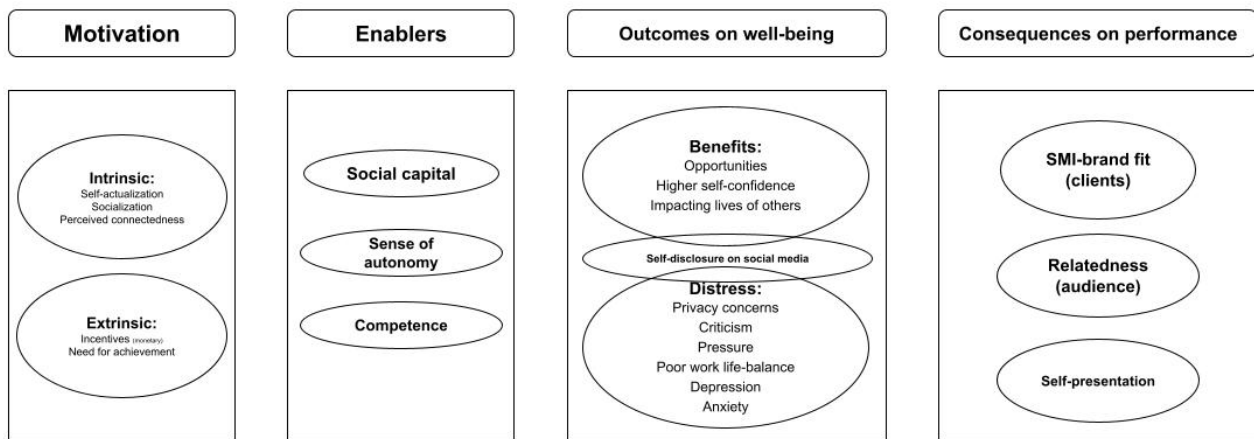 Motivation
Enablers
Outcomes on well-being
Consequences on performance
Intrinsic:
Self-actualization
Socialization
Perceived connectedness
Extrinsic:
Incentives (monetary)
Need for achievement
Social capital
Sense of
autonomy
Competence
Benefits:
Opportunities
Higher self-confidence
Impacting lives of others
Self-disclosure on social media
Distress:
Privacy concerns
Criticism
Pressure
Poor work life-balance
Depression
Anxiety
SMI-brand fit
(clients)
Relatedness
(audience)
Self-presentation